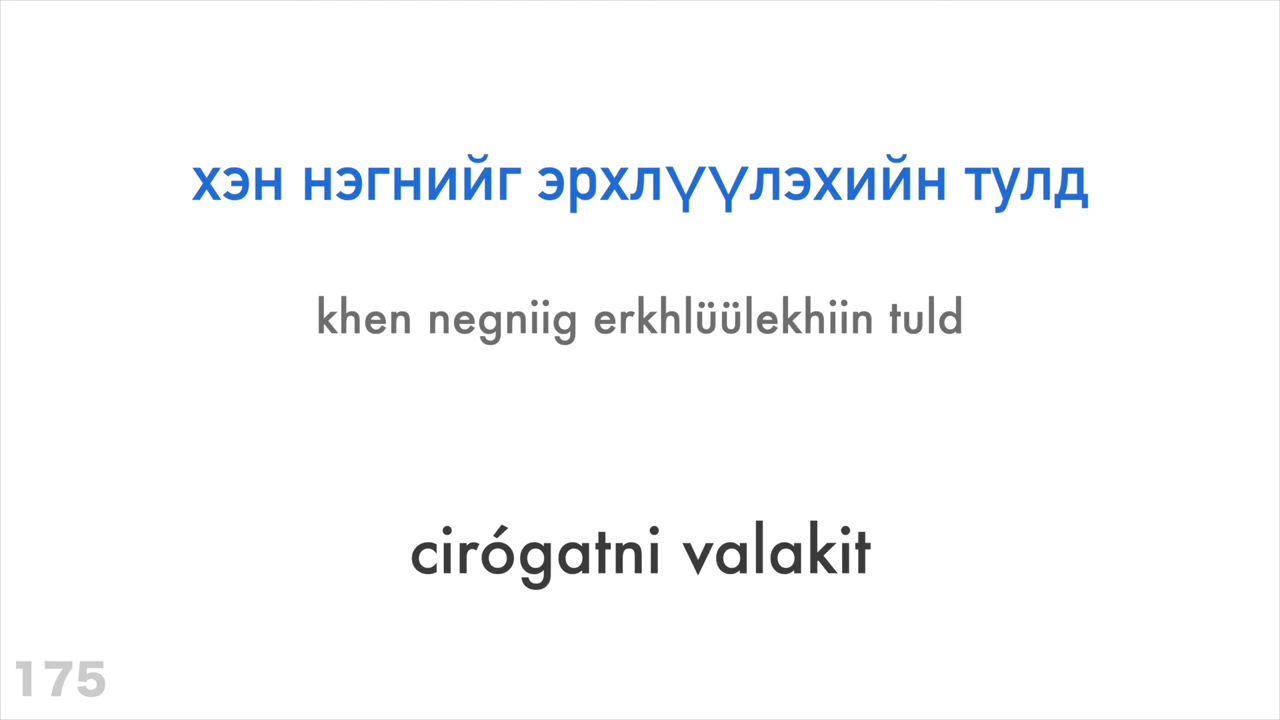 хэн нэгнийг эрхлүүлэхийн тулд
khen negniig erkhlüülekhiin tuld
cirógatni valakit
175